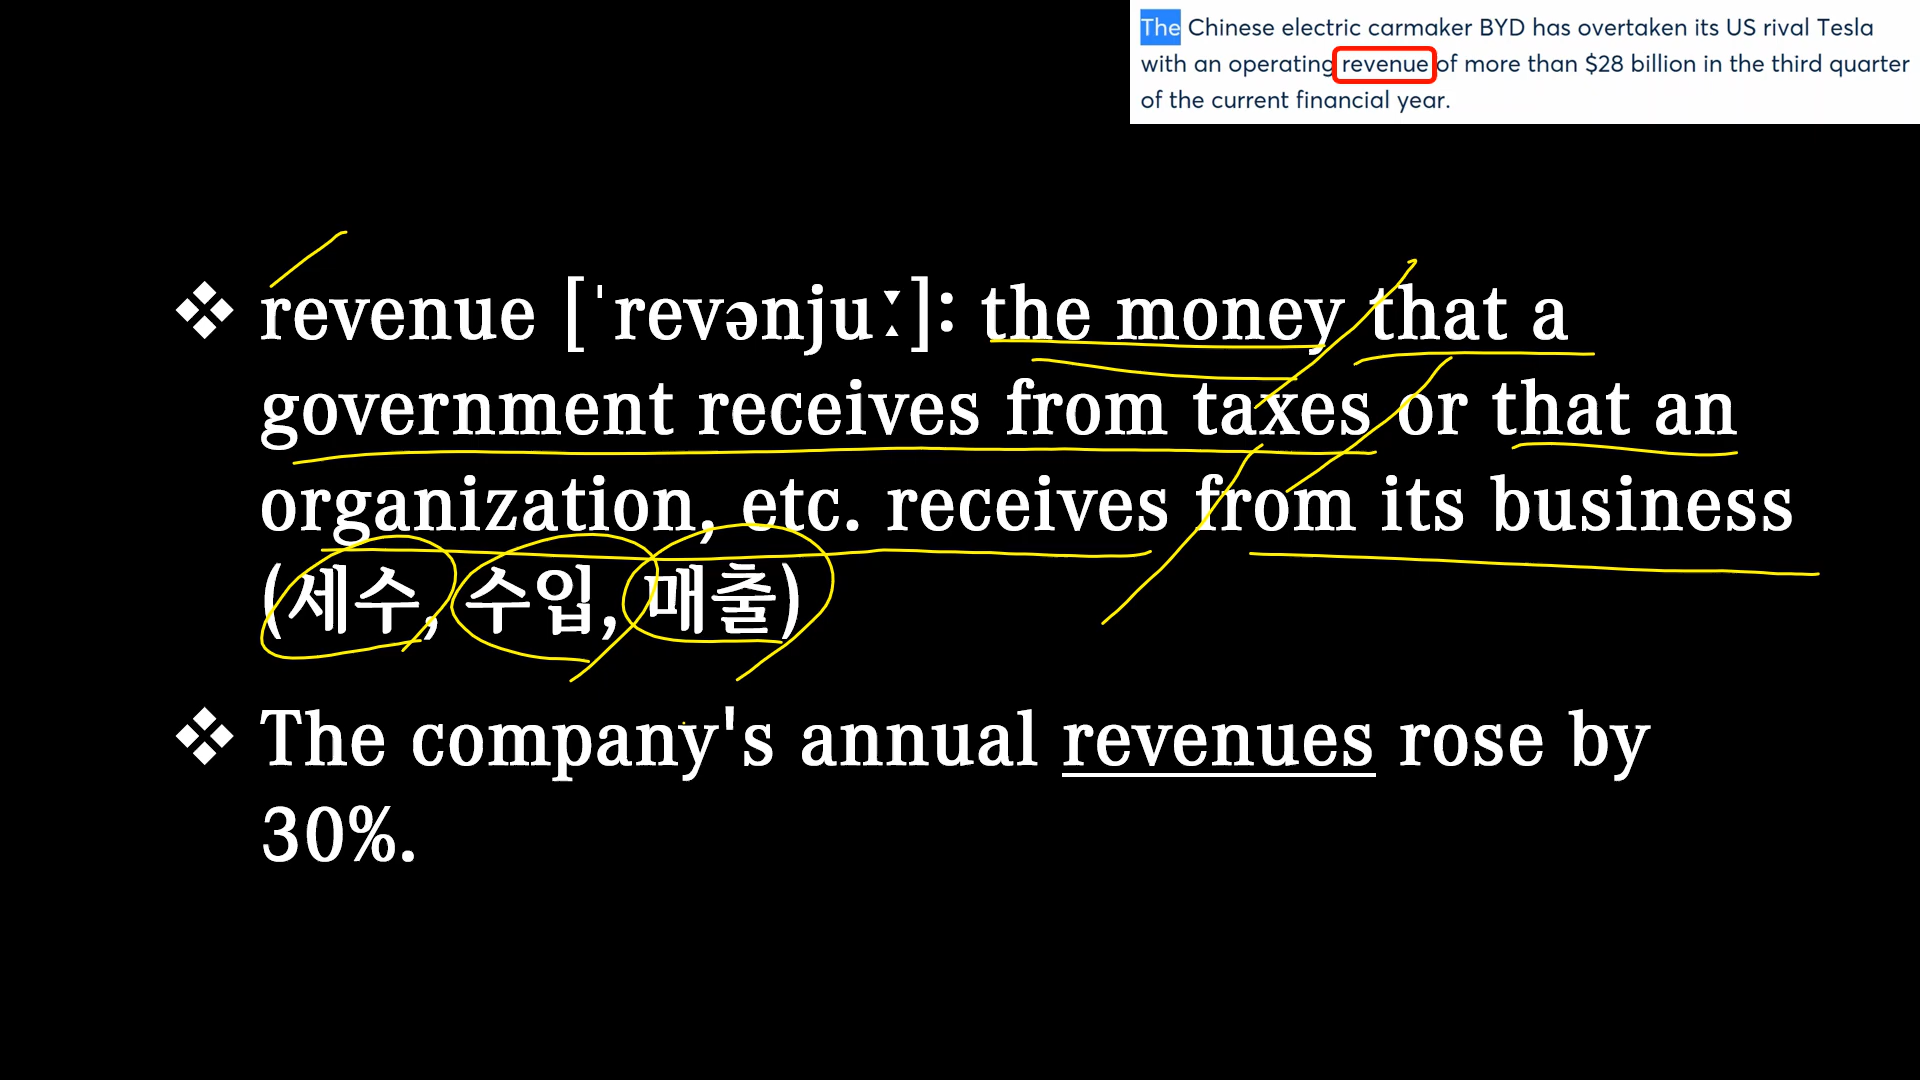 The Chinese electric carmaker BYD has overtaken its US rival Tesla
with an operating revenue of more than $28 billion in the third quarter
of the current financial year.
❖ revenue [ˈrevənjuː]: the money that a
government receives from taxes or that an
organization, etc. receives from its business
(세수, 수입, 매출)
❖ The company's annual revenues rose by
30%.